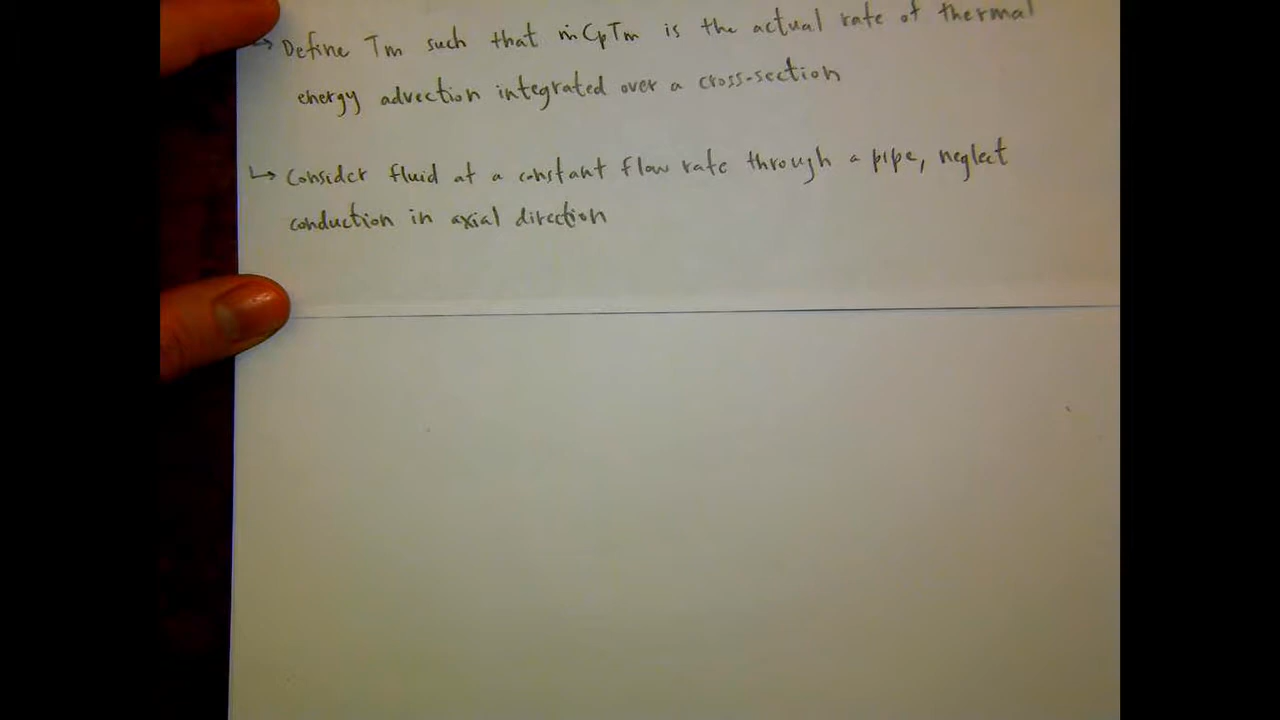 ↳ Define Tm such that ṁCpTm is the actual rate of thermal
energy advection integrated over a cross-section
↳ Consider fluid at a constant flow rate through a pipe, neglect
conduction in axial direction